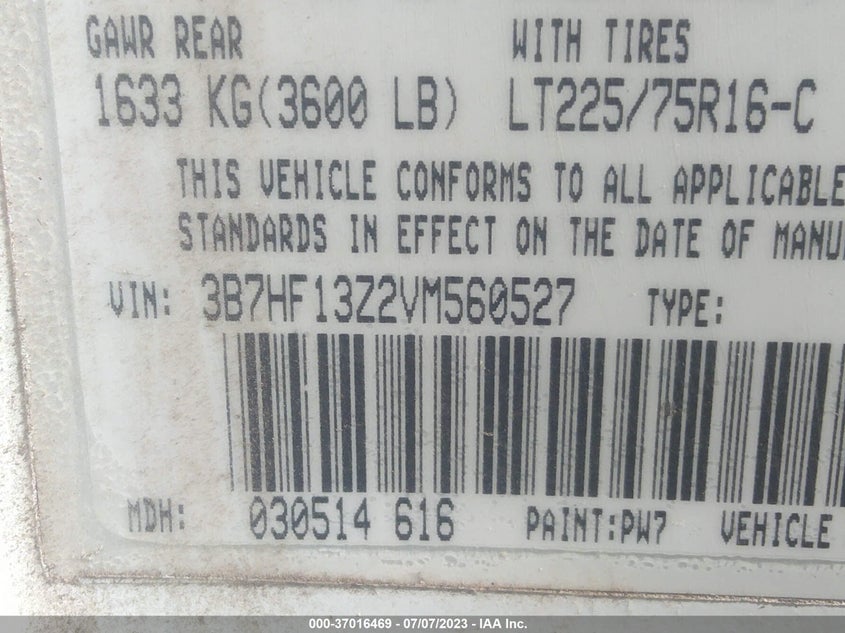 GAWR REAR WITH TIRES
1633 KG(3600 LB) LT225/75R16-C
THIS VEHICLE CONFORMS TO ALL APPLICABLE
STANDARDS IN EFFECT ON THE DATE OF MANU
VIN: 3B7HF13Z2VM560527 TYPE:
MDH: 030514 616 PAINT:PW7 VEHICLE
000-37016469 - 07/07/2023 - IAA Inc.